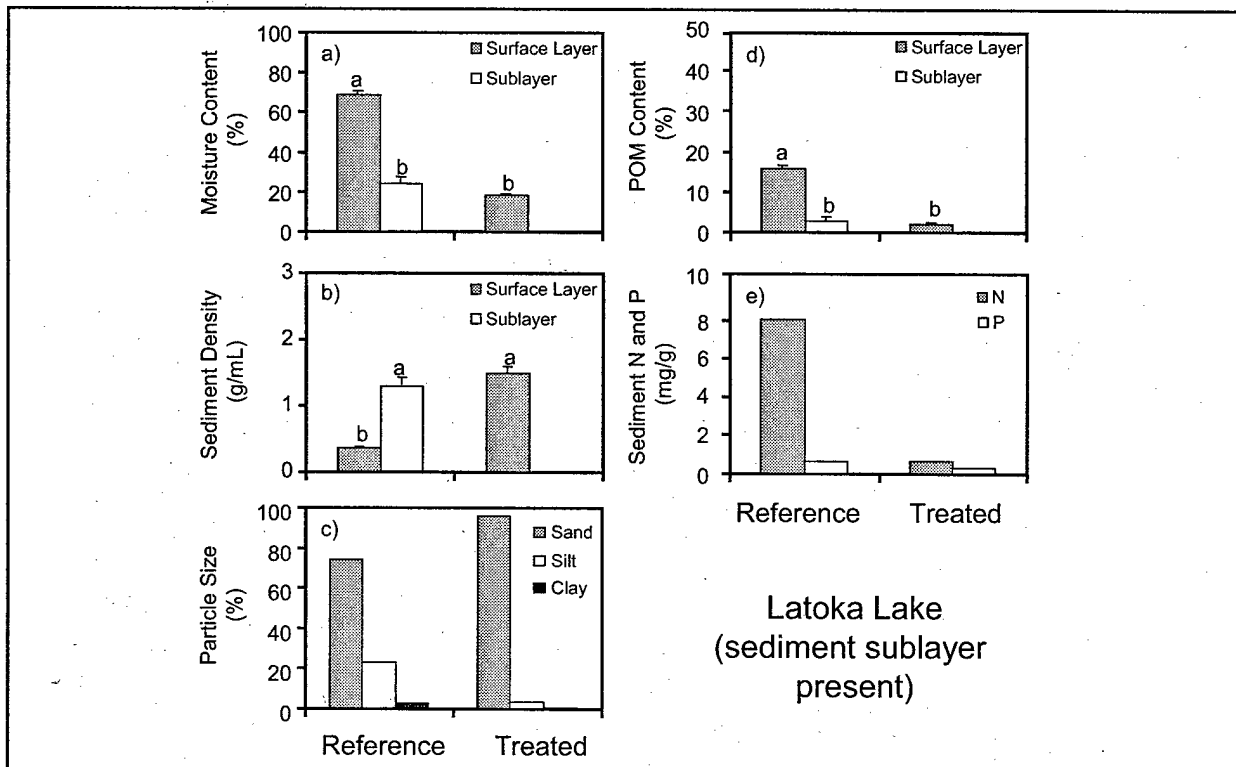 a)
Surface Layer
Sublayer
Moisture Content
(%)
100
80
60
40
20
0
a
b
b
d)
Surface Layer
Sublayer
POM Content
(%)
50
40
30
20
10
0
a
b
b
b)
Surface Layer
Sublayer
Sediment Density
(g/mL)
3
2
1
0
b
a
a
e)
N
P
Sediment N and P
(mg/g)
10
8
6
4
2
0
Reference
Treated
c)
Sand
Silt
Clay
Particle Size
(%)
100
80
60
40
20
0
Reference
Treated
Latoka Lake
(sediment sublayer
present)